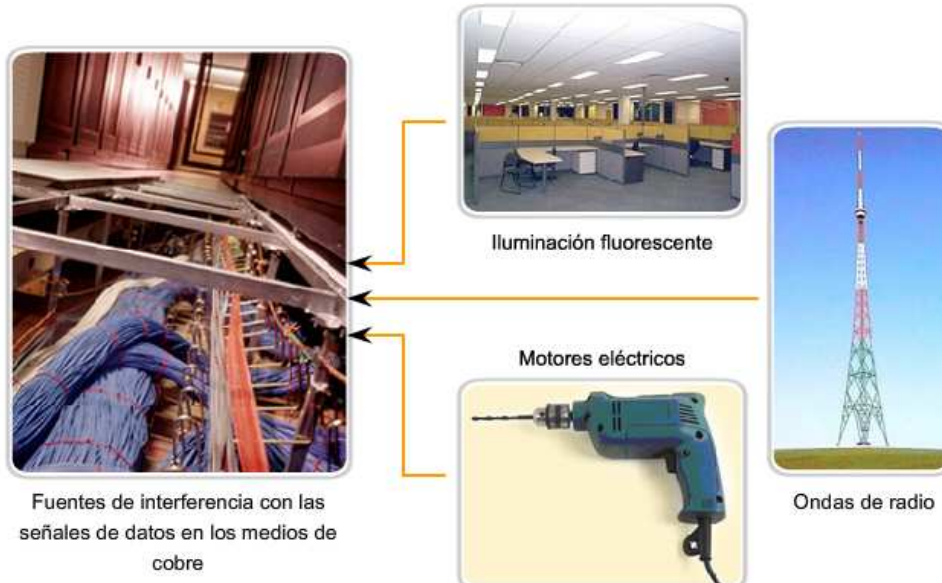 Iluminación fluorescente
Motores eléctricos
Ondas de radio
Fuentes de interferencia con las
señales de datos en los medios de
cobre